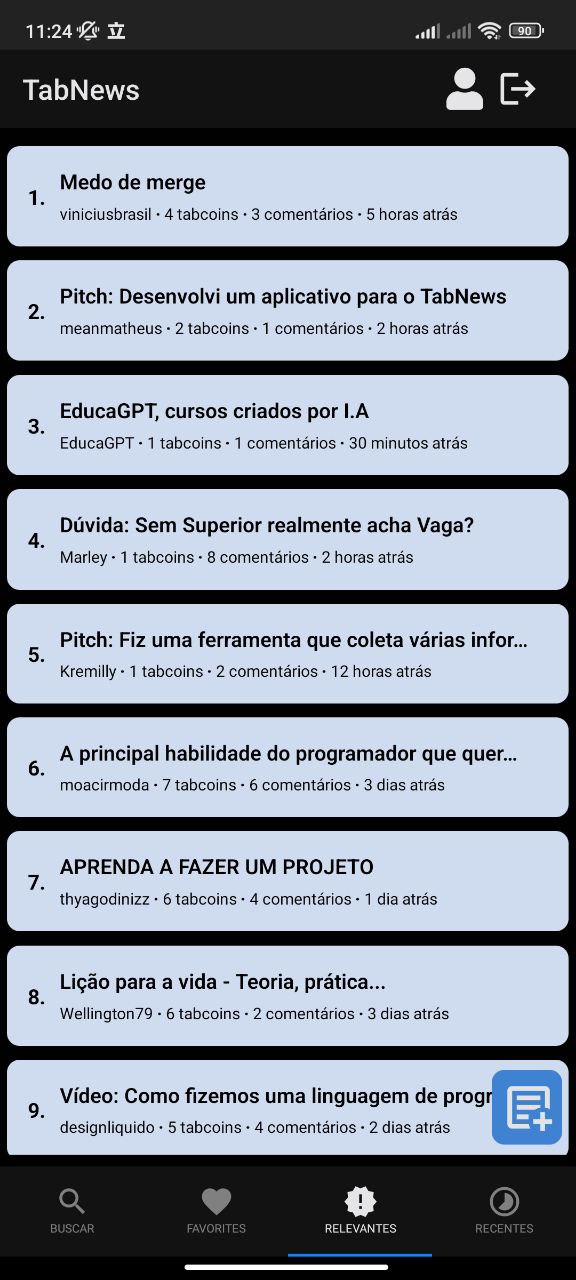 11:24
90
TabNews
1.
Medo de merge
viniciusbrasil • 4 tabcoins • 3 comentários • 5 horas atrás
2.
Pitch: Desenvolvi um aplicativo para o TabNews
meanmatheus • 2 tabcoins • 1 comentários • 2 horas atrás
3.
EducaGPT, cursos criados por I.A
EducaGPT • 1 tabcoins • 1 comentários • 30 minutos atrás
4.
Dúvida: Sem Superior realmente acha Vaga?
Marley • 1 tabcoins • 8 comentários • 2 horas atrás
5.
Pitch: Fiz uma ferramenta que coleta várias infor...
Kremilly • 1 tabcoins • 2 comentários • 12 horas atrás
6.
A principal habilidade do programador que quer...
moacirmoda • 7 tabcoins • 6 comentários • 3 dias atrás
7.
APRENDA A FAZER UM PROJETO
thyagodinizz • 6 tabcoins • 4 comentários • 1 dia atrás
8.
Lição para a vida - Teoria, prática...
Wellington79 • 6 tabcoins • 2 comentários • 3 dias atrás
9.
Vídeo: Como fizemos uma linguagem de progr
designliquido • 5 tabcoins • 4 comentários • 2 dias atrás
BUSCAR
FAVORITES
RELEVANTES
RECENTES